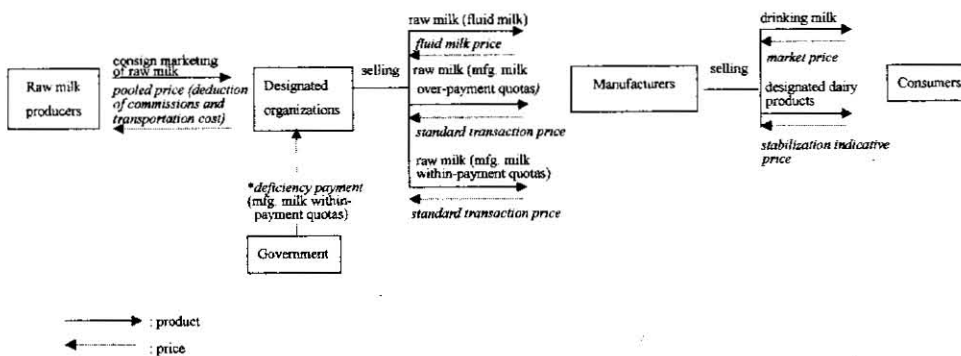 consign marketing
of raw milk
pooled price (deduction
of commissions and
transportation cost)
Raw milk
producers
Designated
organizations
selling
raw milk (fluid milk)
fluid milk price
raw milk (mfg. milk
over-payment quotas)
standard transaction price
raw milk (mfg. milk
within-payment quotas)
standard transaction price
*deficiency payment
(mfg. milk within-
payment quotas)
Government
Manufacturers
selling
drinking milk
market price
designated dairy
products
stabilization indicative
price
Consumers
: product
: price